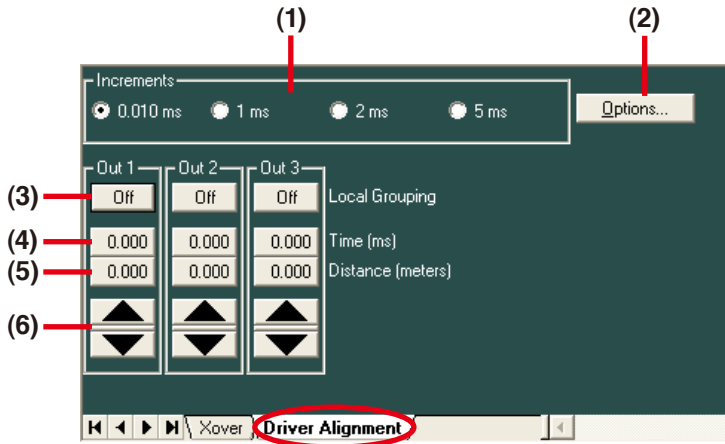 (1) (2)
Increments
0.010 ms 1 ms 2 ms 5 ms Options...
Out 1 Out 2 Out 3
(3) Off Off Off Local Grouping
(4) 0.000 0.000 0.000 Time (ms)
(5) 0.000 0.000 0.000 Distance (meters)
(6)
Xover Driver Alignment